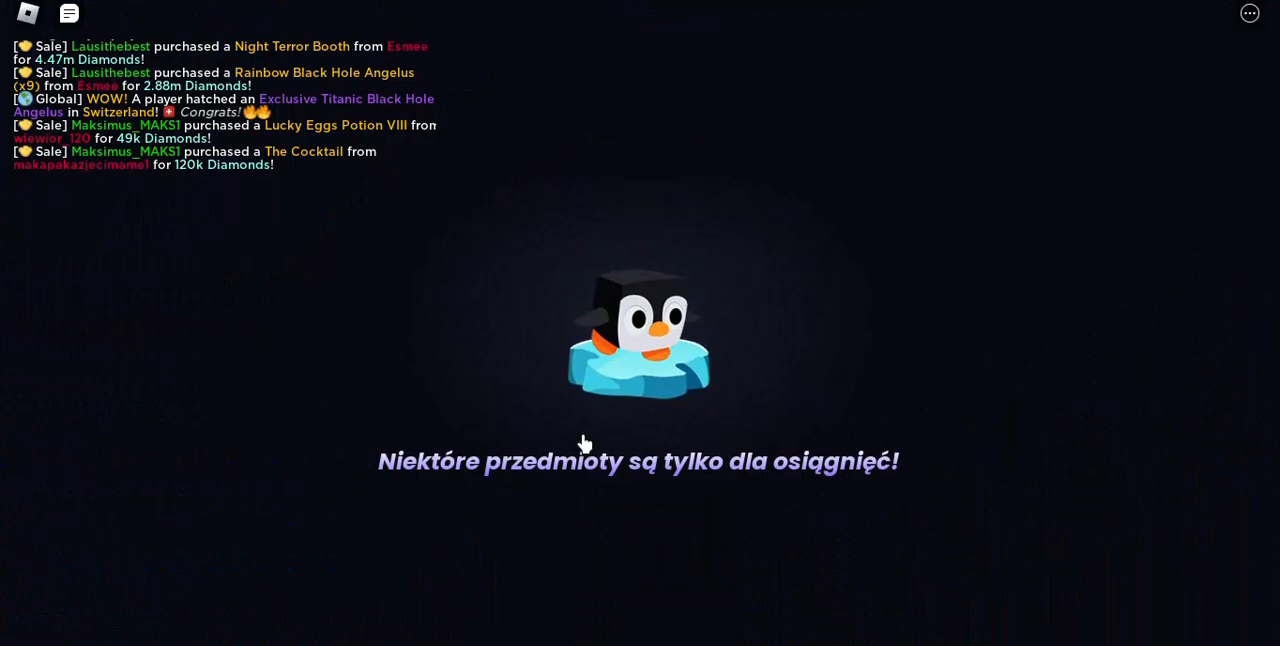 [Sale] Lausithebest purchased a Night Terror Booth from Esmee
for 4.47m Diamonds!
[Sale] Lausithebest purchased a Rainbow Black Hole Angelus
(x9) from Esmee for 2.88m Diamonds!
[Global] WOW! A player hatched an Exclusive Titanic Black Hole
Angelus in Switzerland! Congrats!
[Sale] Maksimus_MAKS1 purchased a Lucky Eggs Potion VIII from
wiewior_120 for 49k Diamonds!
[Sale] Maksimus_MAKS1 purchased a The Cocktail from
makapakazjecimame1 for 120k Diamonds!
Niektóre przedmioty są tylko dla osiągnięć!